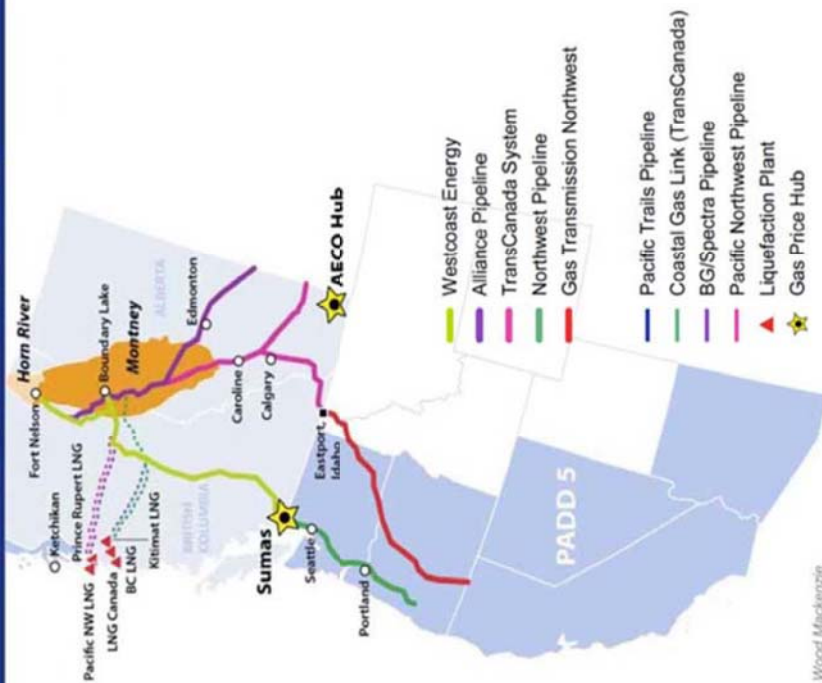 Horn River
Fort Nelson
Ketchikan
Boundary Lake
Prince Rupert LNG
Montney
Pacific NW LNG
LNG Canada
BC LNG
Kitimat LNG
ALBERTA
Edmonton
BRITISH
COLUMBIA
Caroline
Calgary
AECO Hub
Sumas
Eastport,
Idaho
Seattle
Portland
PADD 5
Westcoast Energy
Alliance Pipeline
TransCanada System
Northwest Pipeline
Gas Transmission Northwest
Pacific Trails Pipeline
Coastal Gas Link (TransCanada)
BG/Spectra Pipeline
Pacific Northwest Pipeline
Liquefaction Plant
Gas Price Hub
Wood Mackenzie